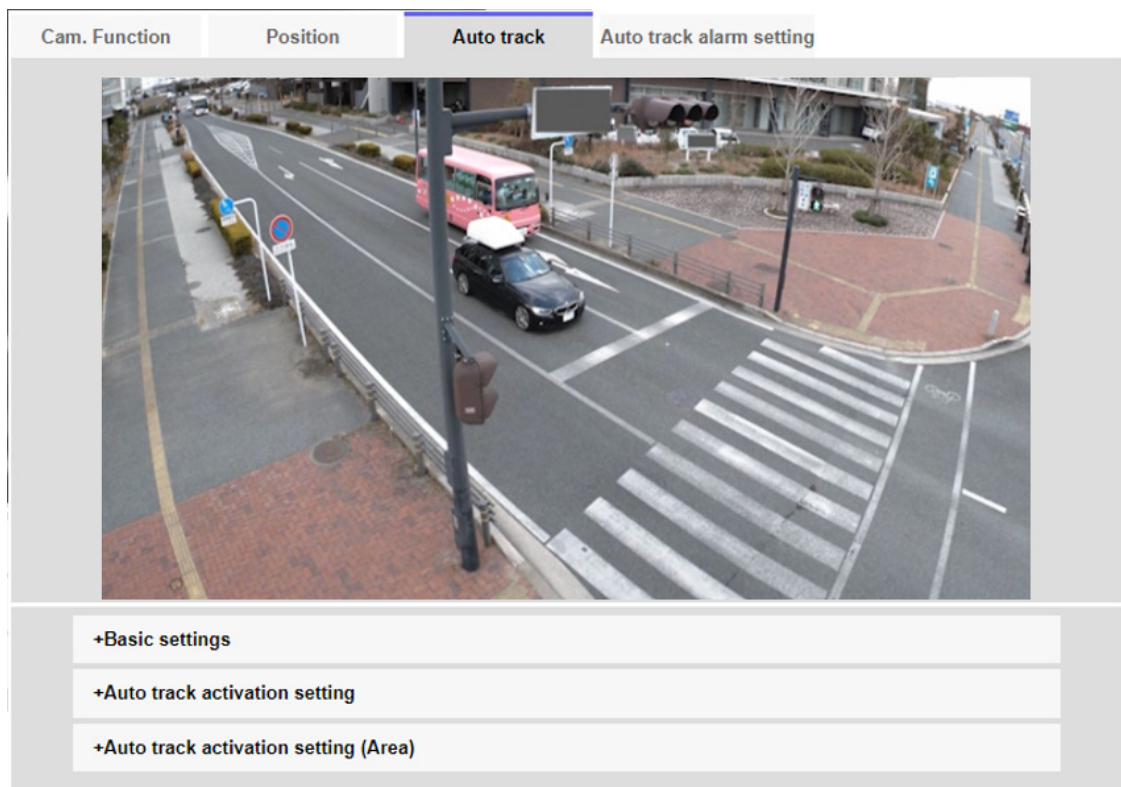 Cam. Function
Position
Auto track
Auto track alarm setting
+Basic settings
+Auto track activation setting
+Auto track activation setting (Area)